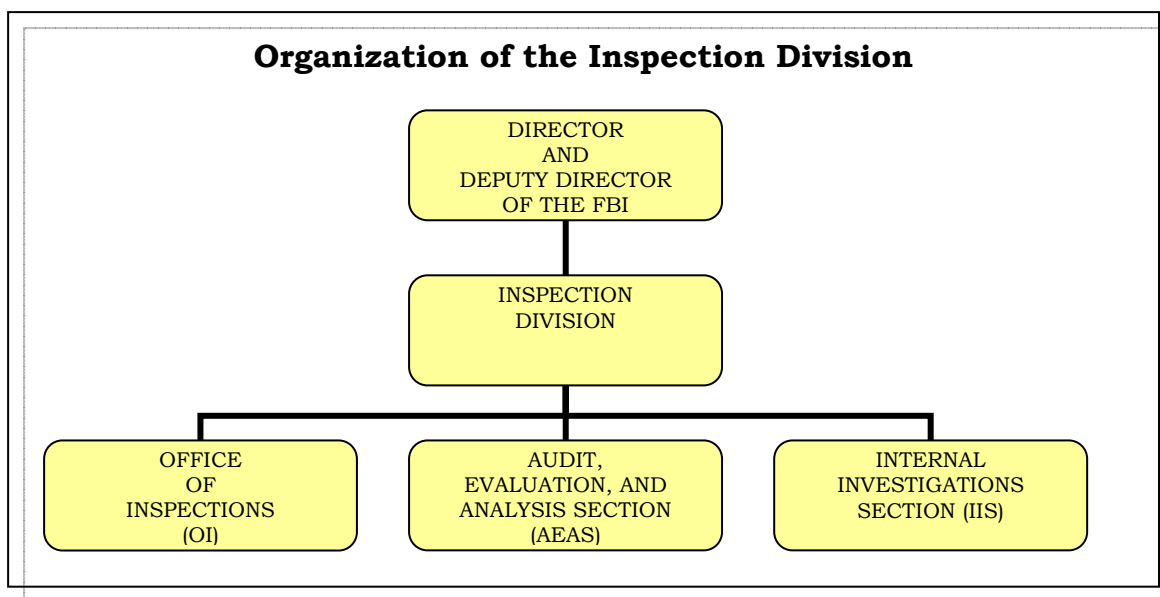 Organization of the Inspection Division
DIRECTOR
AND
DEPUTY DIRECTOR
OF THE FBI
INSPECTION
DIVISION
OFFICE
OF
INSPECTIONS
(OI)
AUDIT,
EVALUATION, AND
ANALYSIS SECTION
(AEAS)
INTERNAL
INVESTIGATIONS
SECTION (IIS)